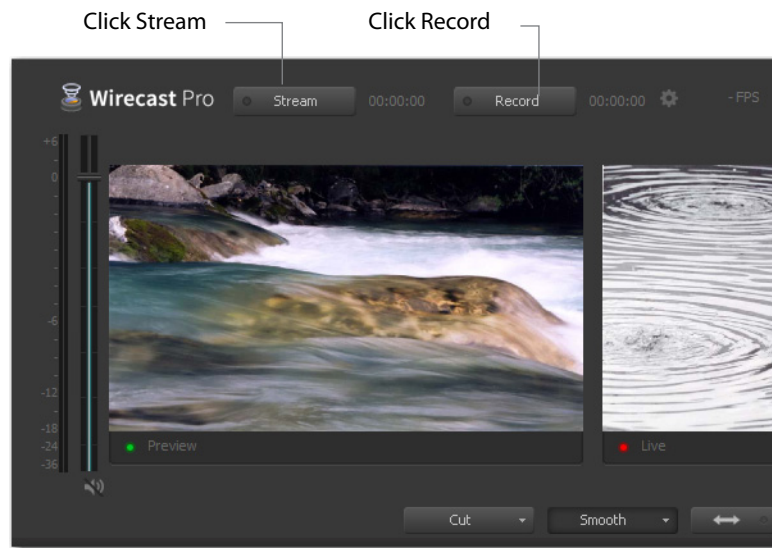 Click Stream Click Record
Wirecast Pro Stream 00:00:00 Record 00:00:00 - FPS
+6
0
-6
-12
-18
-24
-36
Preview Live
Cut Smooth